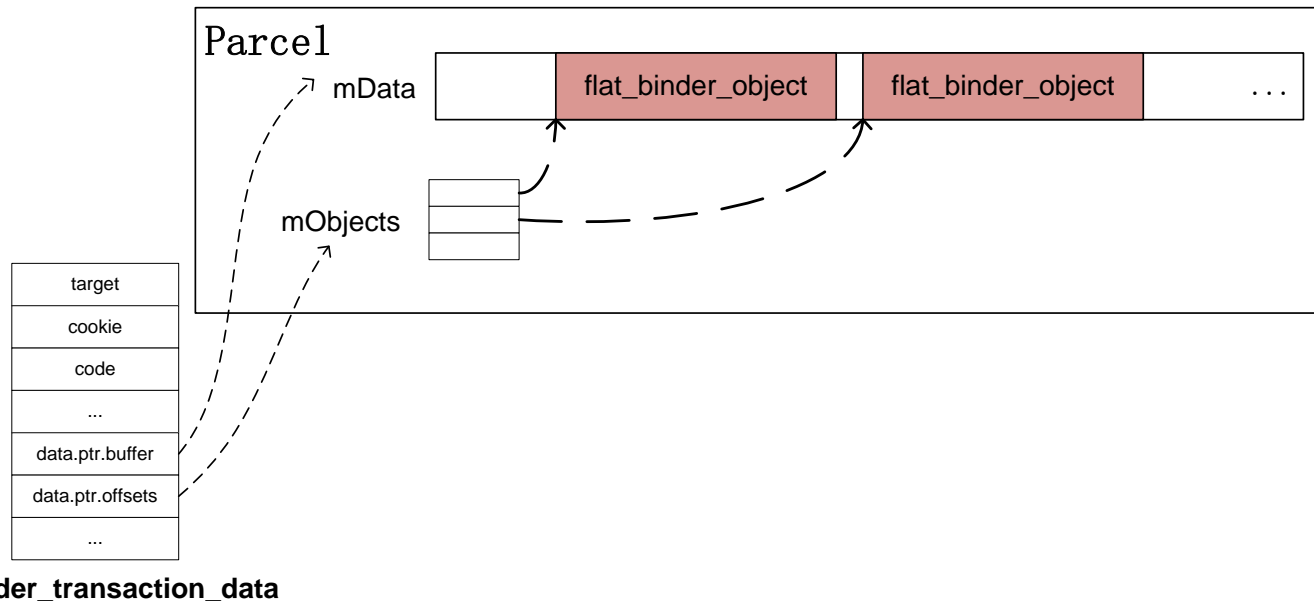 Parcel
mData
flat_binder_object
flat_binder_object
...
mObjects
target
cookie
code
...
data.ptr.buffer
data.ptr.offsets
...
der_transaction_data